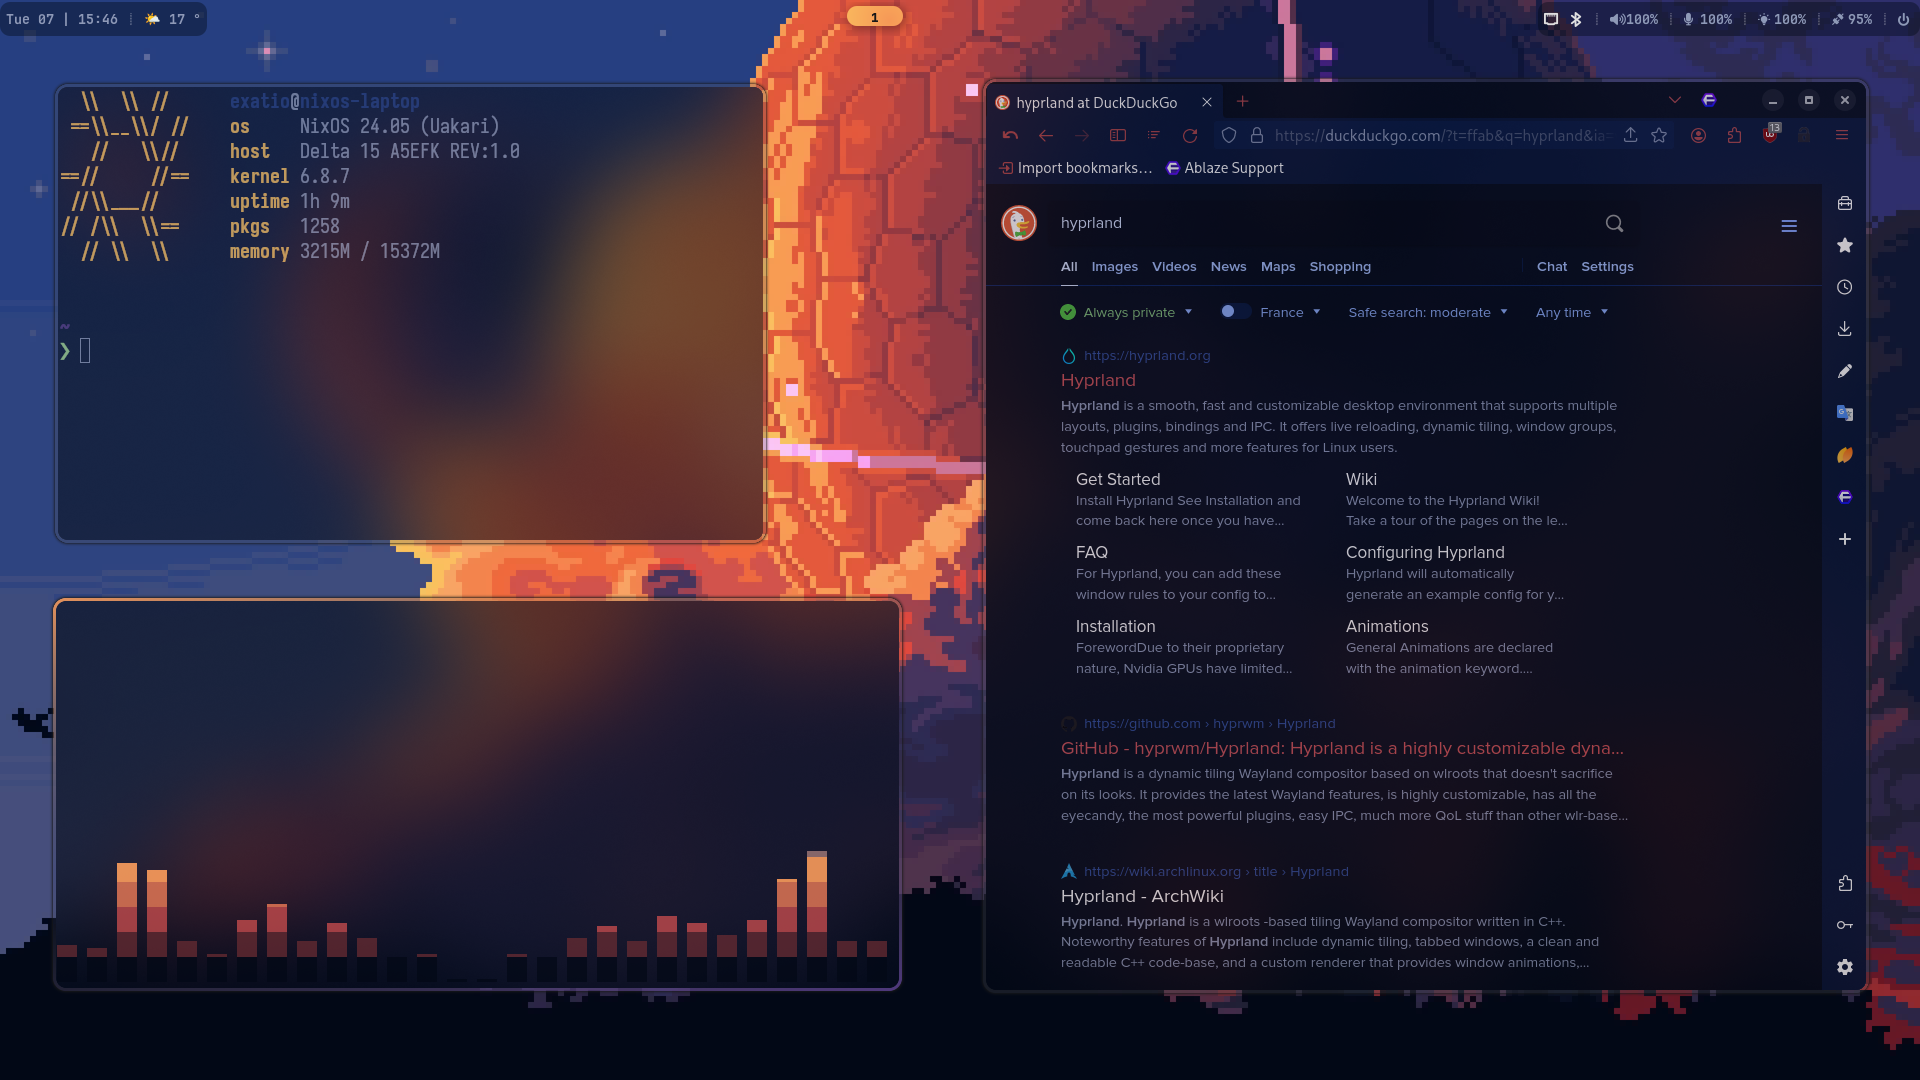 Tue 07 | 15:46 17 °
1
100% 100% 100% 95%
exatio@nixos-laptop
os NixOS 24.05 (Uakari)
host Delta 15 A5EFK REV:1.0
kernel 6.8.7
uptime 1h 9m
pkgs 1258
memory 3215M / 15372M
~
❯
hyprland at DuckDuckGo
https://duckduckgo.com/?t=ffab&q=hyprland&ia=
13
Import bookmarks… Ablaze Support
hyprland
All Images Videos News Maps Shopping Chat Settings
Always private France Safe search: moderate Any time
https://hyprland.org
Hyprland
Hyprland is a smooth, fast and customizable desktop environment that supports multiple
layouts, plugins, bindings and IPC. It offers live reloading, dynamic tiling, window groups,
touchpad gestures and more features for Linux users.
Get Started
Install Hyprland See Installation and
come back here once you have...
Wiki
Welcome to the Hyprland Wiki!
Take a tour of the pages on the le...
FAQ
For Hyprland, you can add these
window rules to your config to...
Configuring Hyprland
Hyprland will automatically
generate an example config for y...
Installation
ForewordDue to their proprietary
nature, Nvidia GPUs have limited...
Animations
General Animations are declared
with the animation keyword....
https://github.com › hyprwm › Hyprland
GitHub - hyprwm/Hyprland: Hyprland is a highly customizable dyna...
Hyprland is a dynamic tiling Wayland compositor based on wlroots that doesn't sacrifice
on its looks. It provides the latest Wayland features, is highly customizable, has all the
eyecandy, the most powerful plugins, easy IPC, much more QoL stuff than other wlr-base...
https://wiki.archlinux.org › title › Hyprland
Hyprland - ArchWiki
Hyprland. Hyprland is a wlroots -based tiling Wayland compositor written in C++.
Noteworthy features of Hyprland include dynamic tiling, tabbed windows, a clean and
readable C++ code-base, and a custom renderer that provides window animations,...